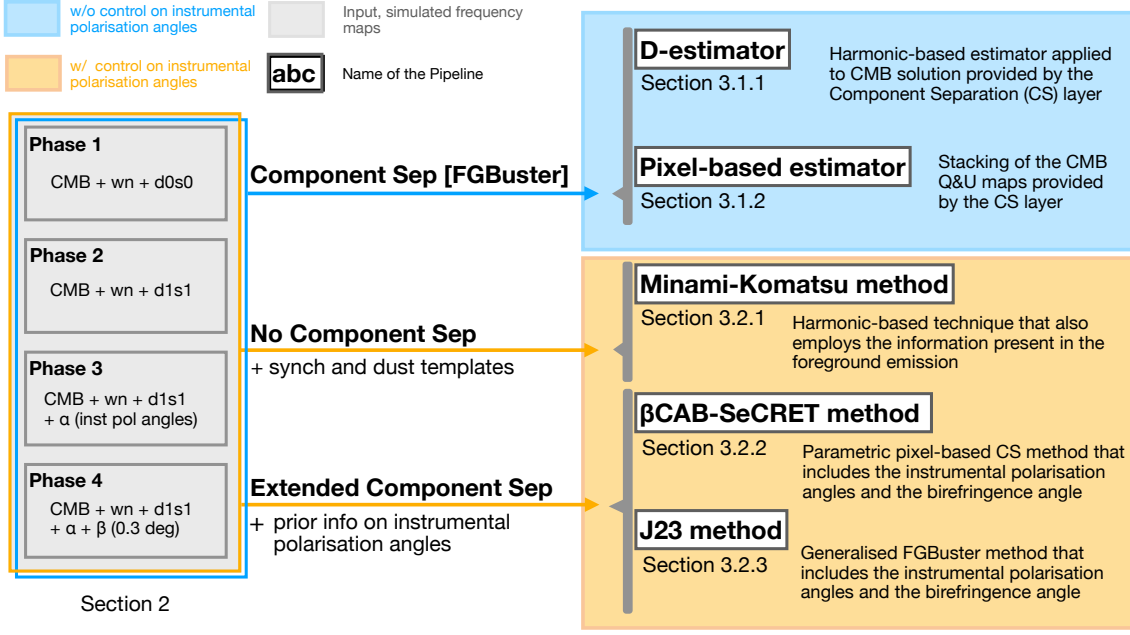 w/o control on instrumental
polarisation angles
Input, simulated frequency
maps
w/ control on instrumental
polarisation angles
abc
Name of the Pipeline
Phase 1
CMB + wn + d0s0
Phase 2
CMB + wn + d1s1
Phase 3
CMB + wn + d1s1
+ α (inst pol angles)
Phase 4
CMB + wn + d1s1
+ α + β (0.3 deg)
Section 2
Component Sep [FGBuster]
No Component Sep
+ synch and dust templates
Extended Component Sep
+ prior info on instrumental
polarisation angles
D-estimator
Section 3.1.1
Harmonic-based estimator applied
to CMB solution provided by the
Component Separation (CS) layer
Pixel-based estimator
Section 3.1.2
Stacking of the CMB
Q&U maps provided
by the CS layer
Minami-Komatsu method
Section 3.2.1
Harmonic-based technique that also
employs the information present in the
foreground emission
βCAB-SeCRET method
Section 3.2.2
Parametric pixel-based CS method that
includes the instrumental polarisation
angles and the birefringence angle
J23 method
Section 3.2.3
Generalised FGBuster method that
includes the instrumental polarisation
angles and the birefringence angle